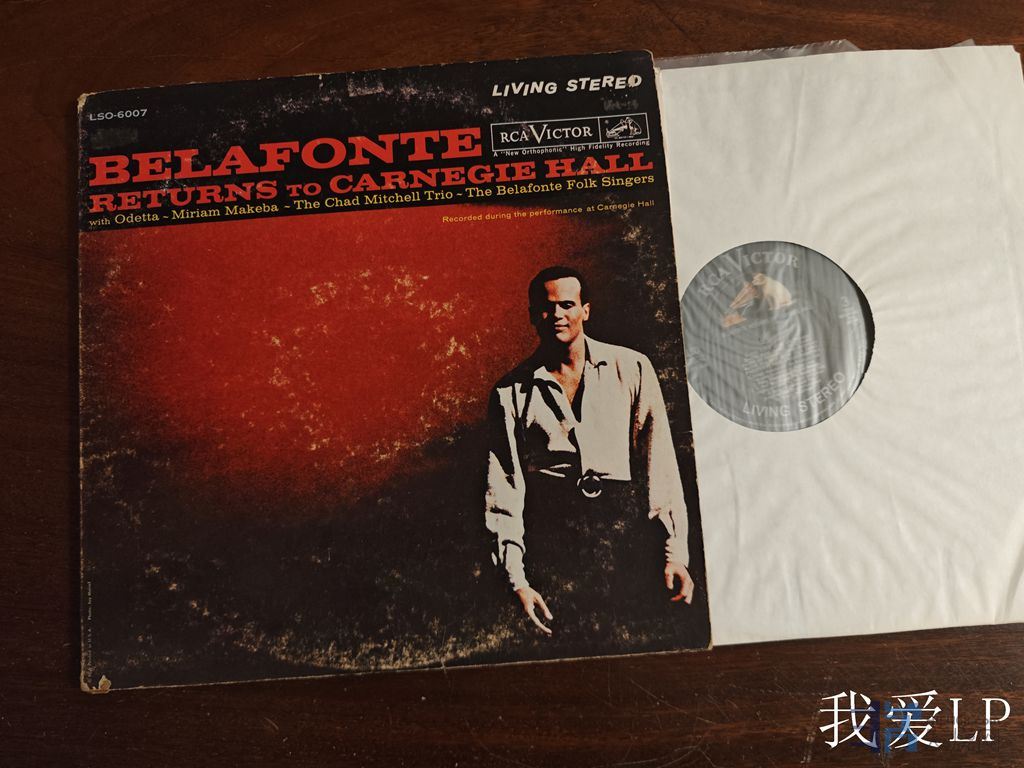 LIVING STEREO
LSO-6007
RCA VICTOR
A "New Orthophonic" High Fidelity Recording
BELAFONTE
RETURNS TO CARNEGIE HALL
with Odetta ~ Miriam Makeba ~ The Chad Mitchell Trio ~ The Belafonte Folk Singers
Recorded during the performance at Carnegie Hall
RCA VICTOR
3
LIVING STEREO
我爱LP